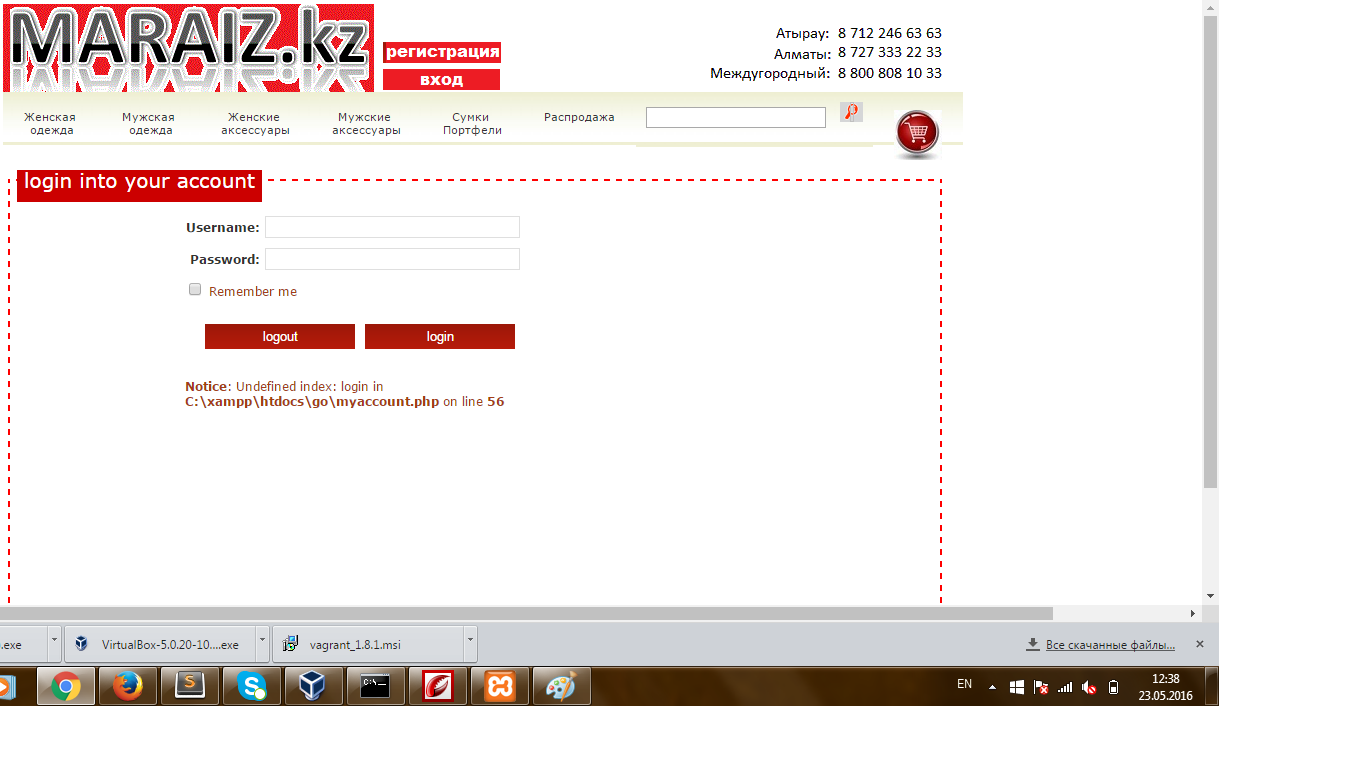 MARAIZ.kz
регистрация
вход
Атырау: 8 712 246 63 63
Алматы: 8 727 333 22 33
Междугородный: 8 800 808 10 33
Женская
одежда
Мужская
одежда
Женские
аксессуары
Мужские
аксессуары
Сумки
Портфели
Распродажа
login into your account
Username:
Password:
Remember me
logout
login
Notice: Undefined index: login in
C:\xampp\htdocs\go\myaccount.php on line 56
.exe
VirtualBox-5.0.20-10....exe
vagrant_1.8.1.msi
Все скачанные файлы...
C:\_
EN
12:38
23.05.2016